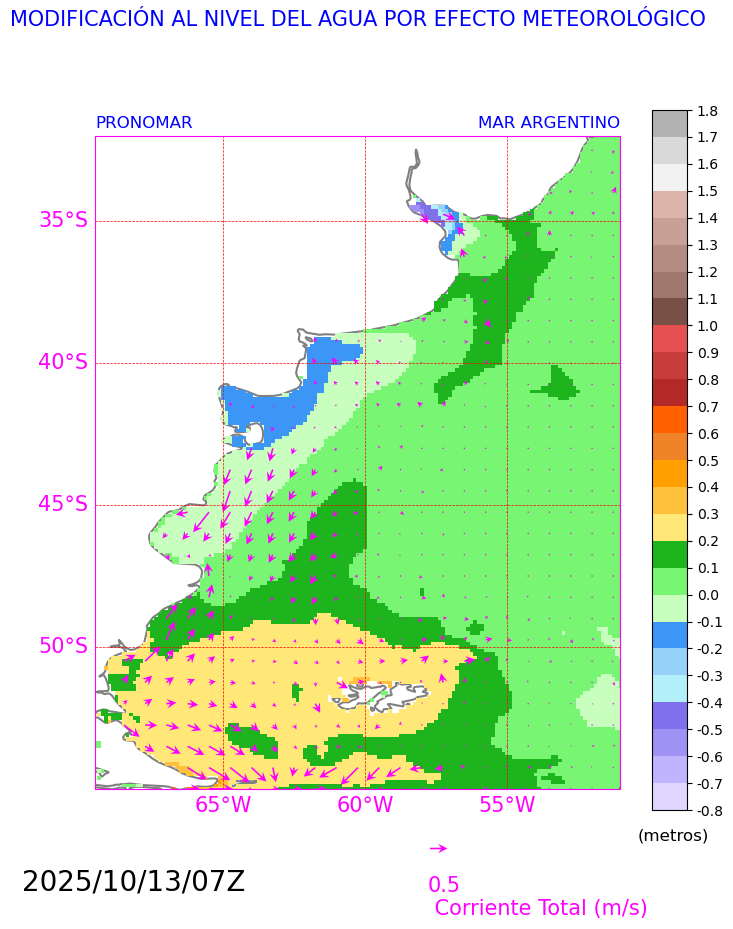 MODIFICACIÓN AL NIVEL DEL AGUA POR EFECTO METEOROLÓGICO
PRONOMAR MAR ARGENTINO
35°S
40°S
45°S
50°S
65°W 60°W 55°W
1.8
1.7
1.6
1.5
1.4
1.3
1.2
1.1
1.0
0.9
0.8
0.7
0.6
0.5
0.4
0.3
0.2
0.1
0.0
-0.1
-0.2
-0.3
-0.4
-0.5
-0.6
-0.7
-0.8
(metros)
2025/10/13/07Z
0.5
Corriente Total (m/s)